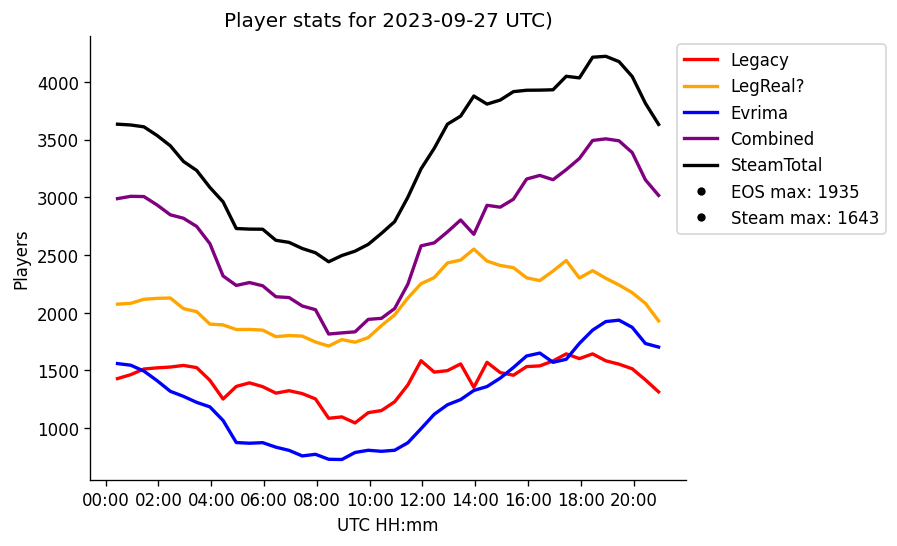 Player stats for 2023-09-27 UTC)
Legacy
LegReal?
Evrima
Combined
SteamTotal
EOS max: 1935
Steam max: 1643
Players
4000
3500
3000
2500
2000
1500
1000
00:00 02:00 04:00 06:00 08:00 10:00 12:00 14:00 16:00 18:00 20:00
UTC HH:mm